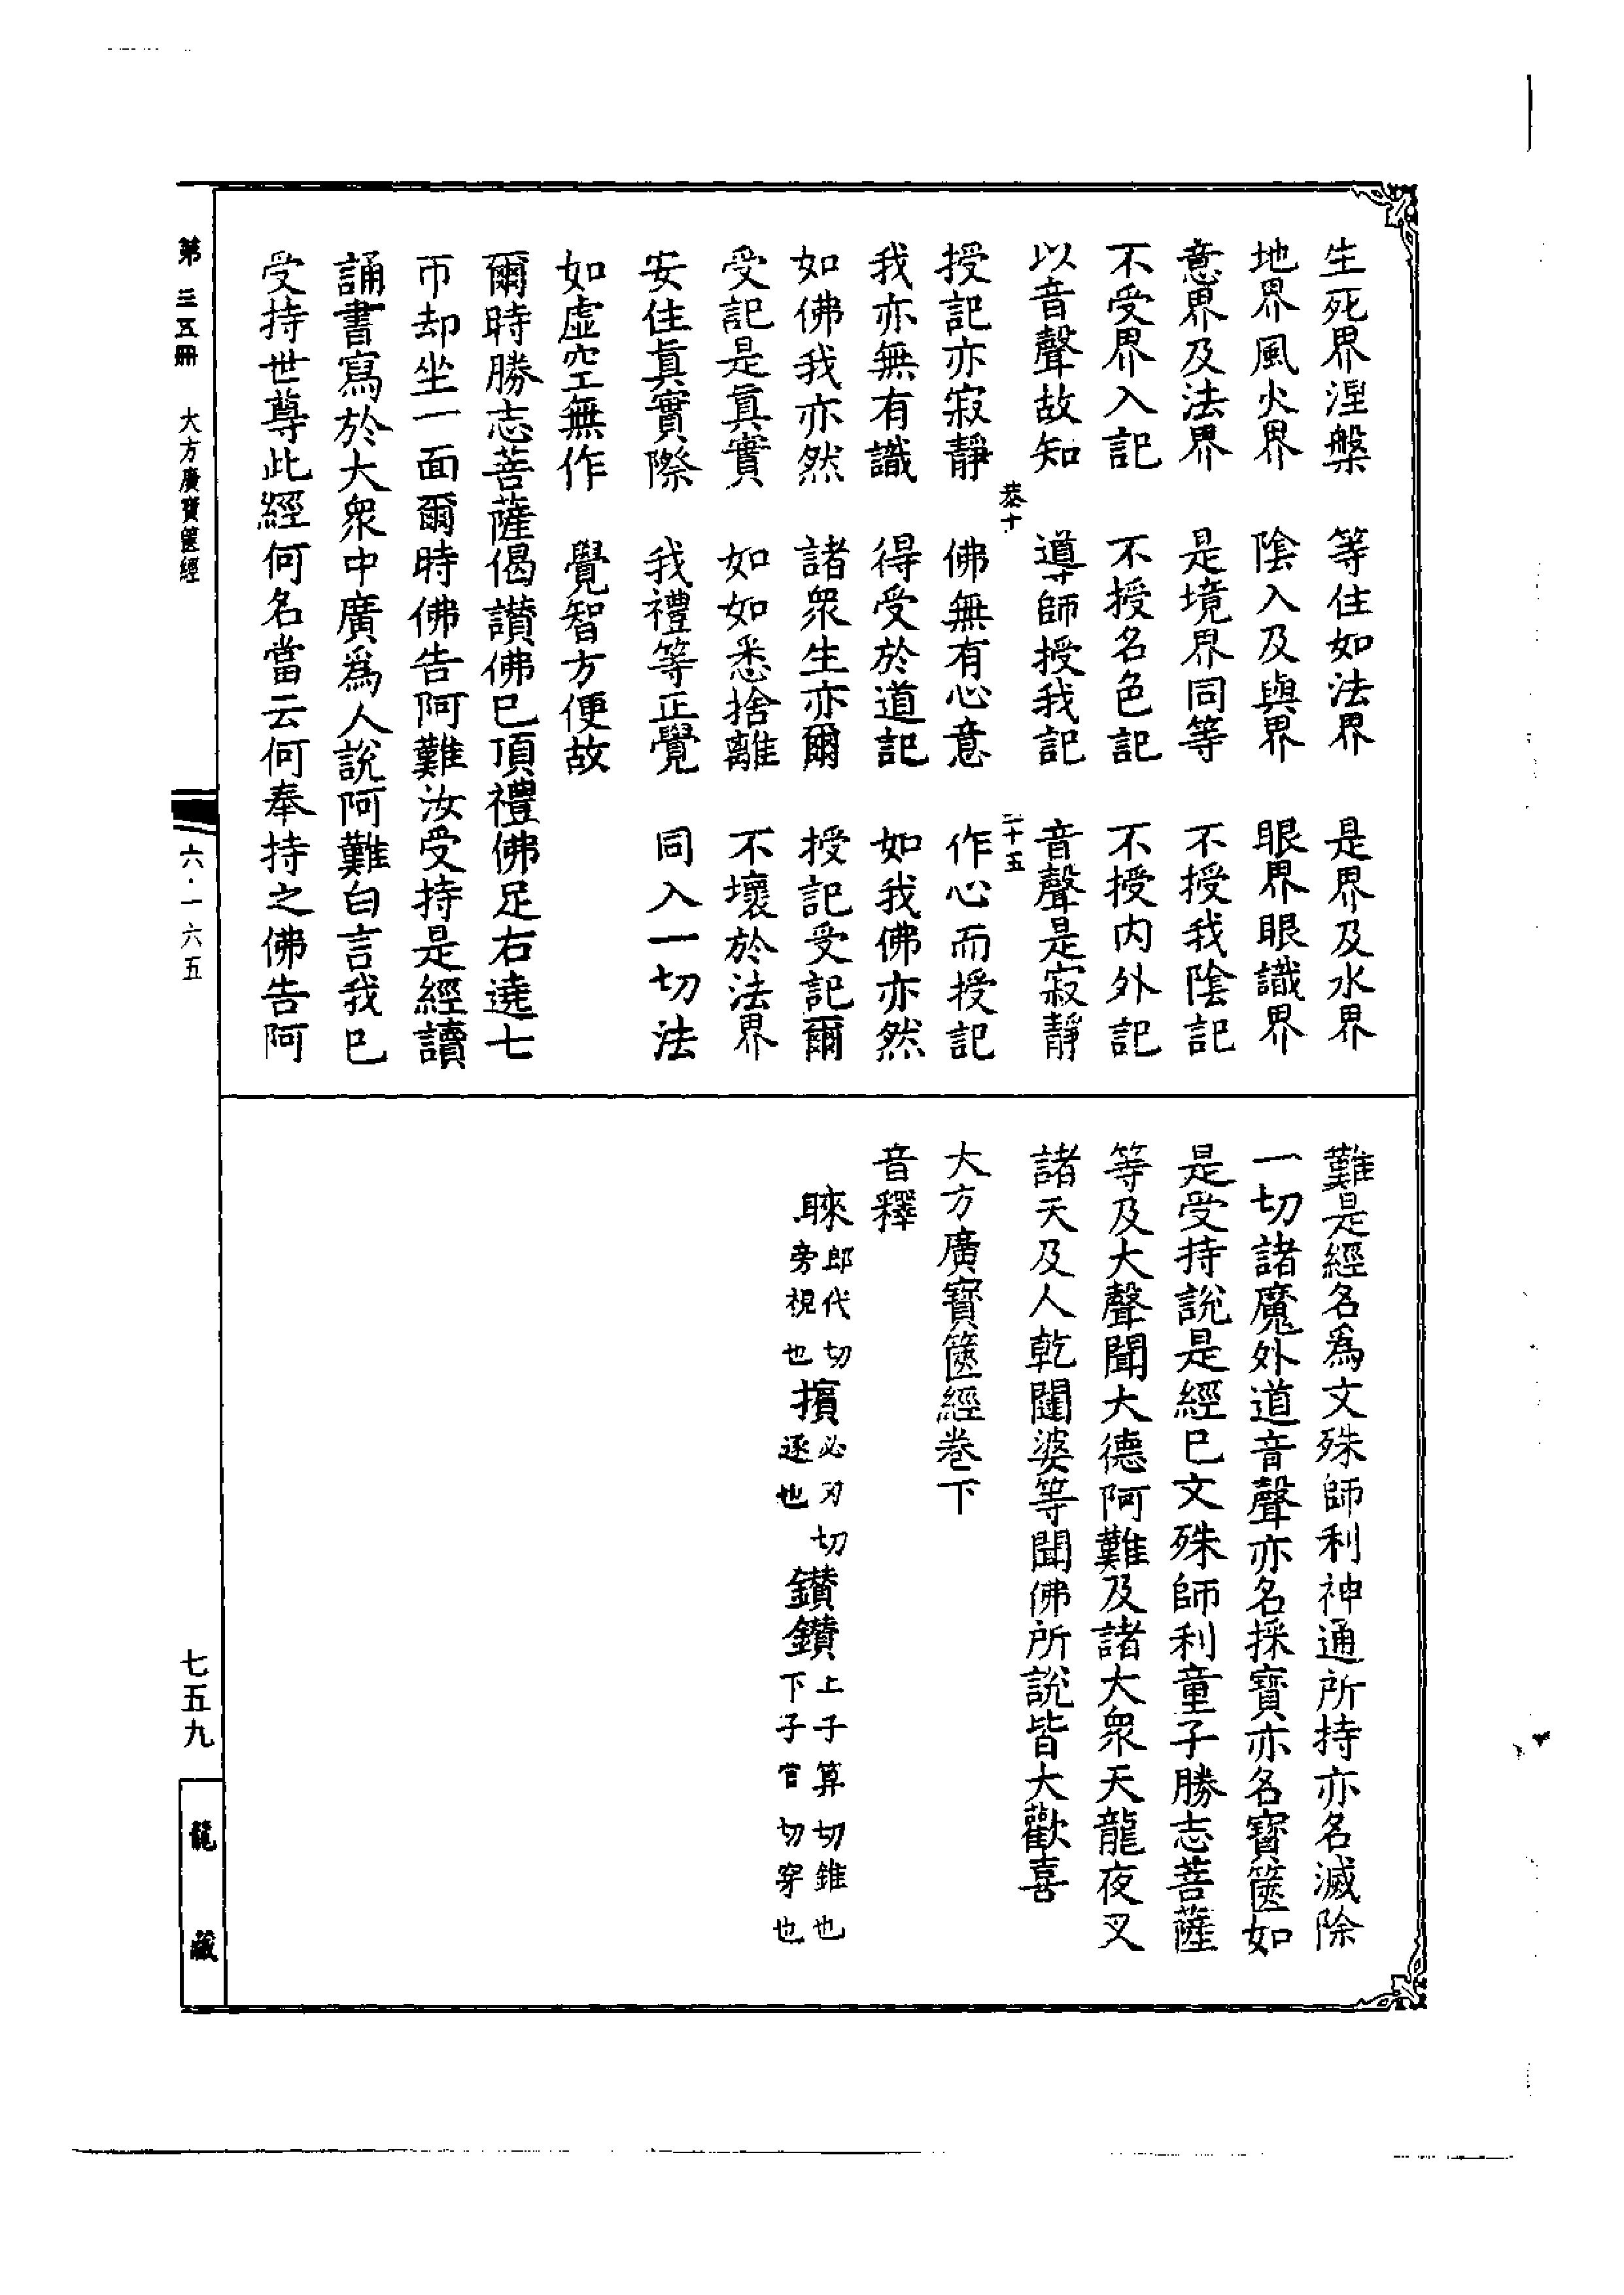 生死界涅槃　等住如法界　是界及水界
地界風火界　陰入及與界　眼界眼識界
意界及法界　是境界同等　不授我陰記
不受界入記　不授名色記　不授内外記
以音聲故知　導師授我記　音聲是寂靜
恭十　二十五
授記亦寂靜　佛無有心意　作心而授記
我亦無有識　得受於道記　如我佛亦然
如佛我亦然　諸衆生亦爾　授記受記爾
受記是眞實　如如悉捨離　不壞於法界
安住眞實際　我禮等正覺　同入一切法
如虛空無作　覺智方便故
爾時勝志菩薩偈讃佛已頂禮佛足右遶七
帀却坐一面爾時佛告阿難汝受持是經讀
誦書寫於大衆中廣爲人說阿難白言我已
受持世尊此經何名當云何奉持之佛告阿
難是經名爲文殊師利神通所持亦名滅除
一切諸魔外道音聲亦名採寶亦名寶篋如
是受持說是經已文殊師利童子勝志菩薩
等及大聲聞大德阿難及諸大衆天龍夜叉
諸天及人乾闥婆等聞佛所說皆大歡喜
大方廣寶篋經卷下
音釋
睞郎代切旁視也擯必刃切逐也鑚鑽上子算切錐也下子官切穿也
第三五冊　大方廣寶篋經
六·一六五
七五九
龍藏